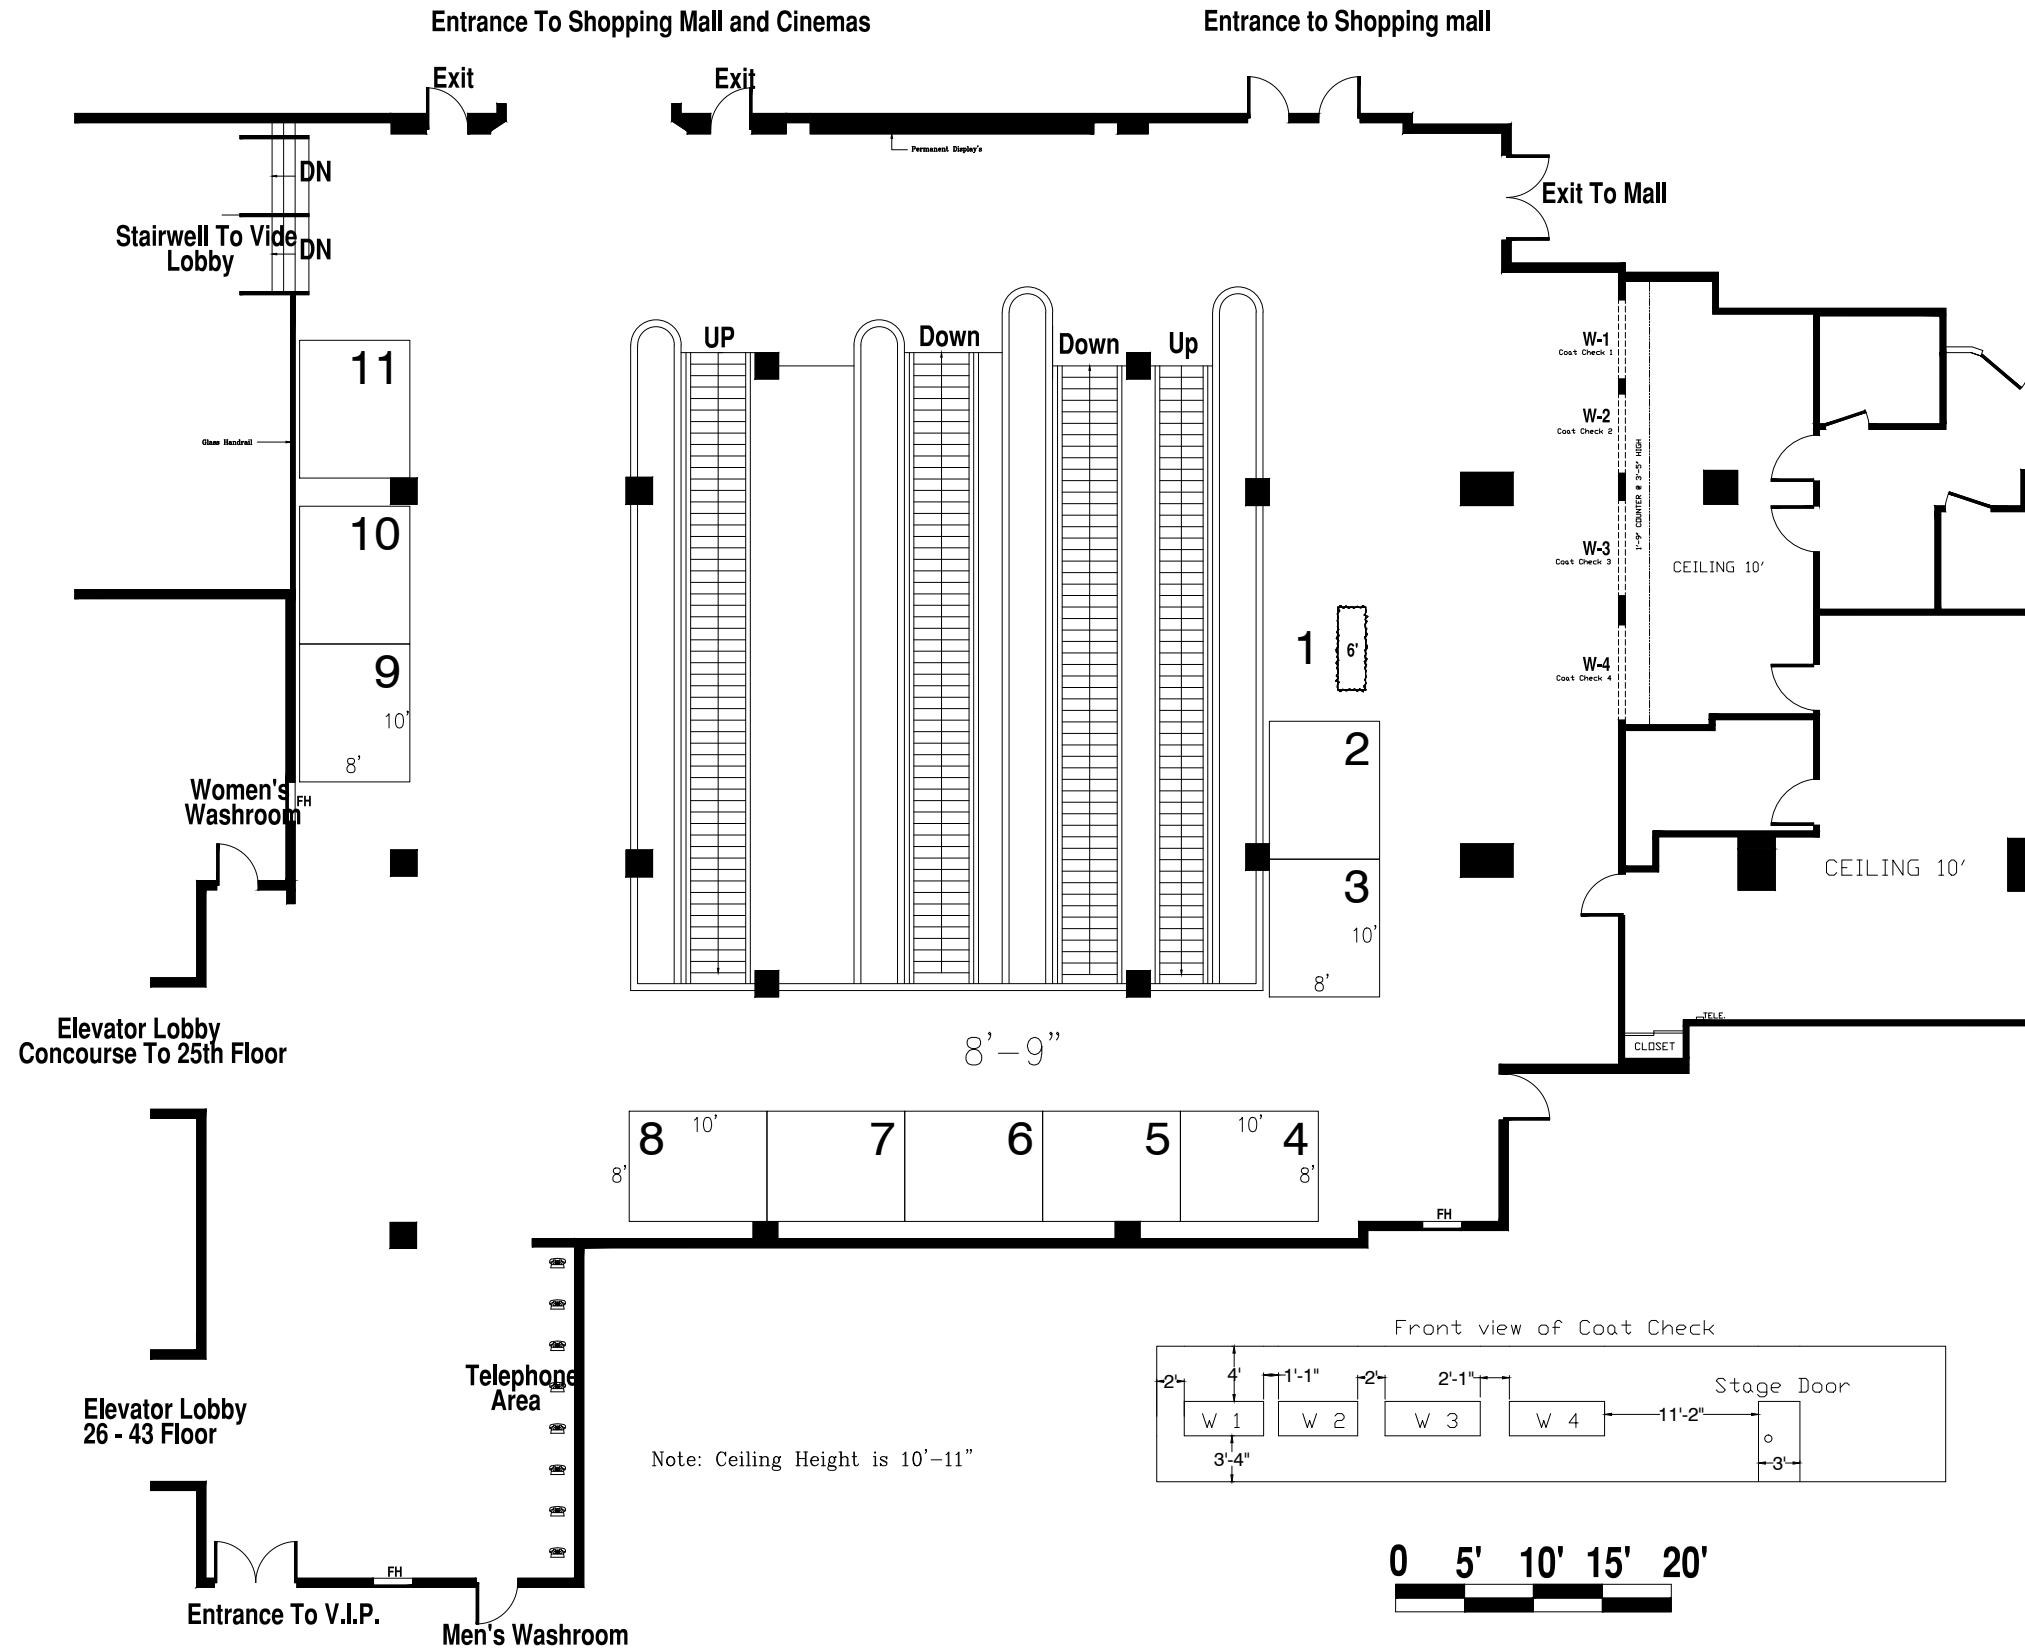 Entrance To Shopping Mall and Cinemas
Entrance to Shopping mall
Exit
Exit
Permanent Display's
DN
Exit To Mall
Stairwell To Vide
Lobby
DN
UP
Down
Down
Up
W-1
Coat Check 1
11
W-2
Coat Check 2
Glass Handrail
1'-9" COUNTER @ 3'-5" HIGH
10
W-3
Coat Check 3
CEILING 10'
1
6'
9
W-4
Coat Check 4
10'
8'
2
Women's
Washroom
FH
3
CEILING 10'
10'
8'
TELE.
Elevator Lobby
Concourse To 25th Floor
8'-9"
CLOSET
8
10'
7
6
5
10'
4
8'
8'
FH
Front view of Coat Check
Telephone
Area
2'
4'
1'-1"
2'
2'-1"
Stage Door
Elevator Lobby
26 - 43 Floor
W 1
W 2
W 3
W 4
11'-2"
Note: Ceiling Height is 10'-11"
3'-4"
3'
0 5' 10' 15' 20'
FH
Entrance To V.I.P.
Men's Washroom